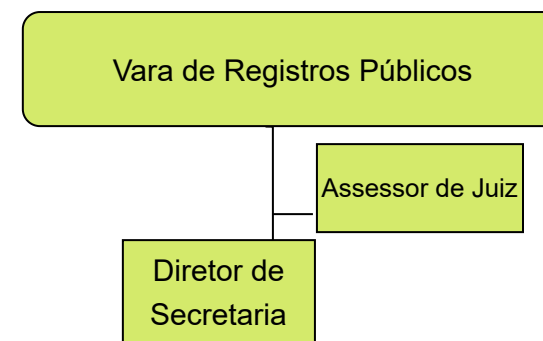 Vara de Registros Públicos
Assessor de Juiz
Diretor de
Secretaria